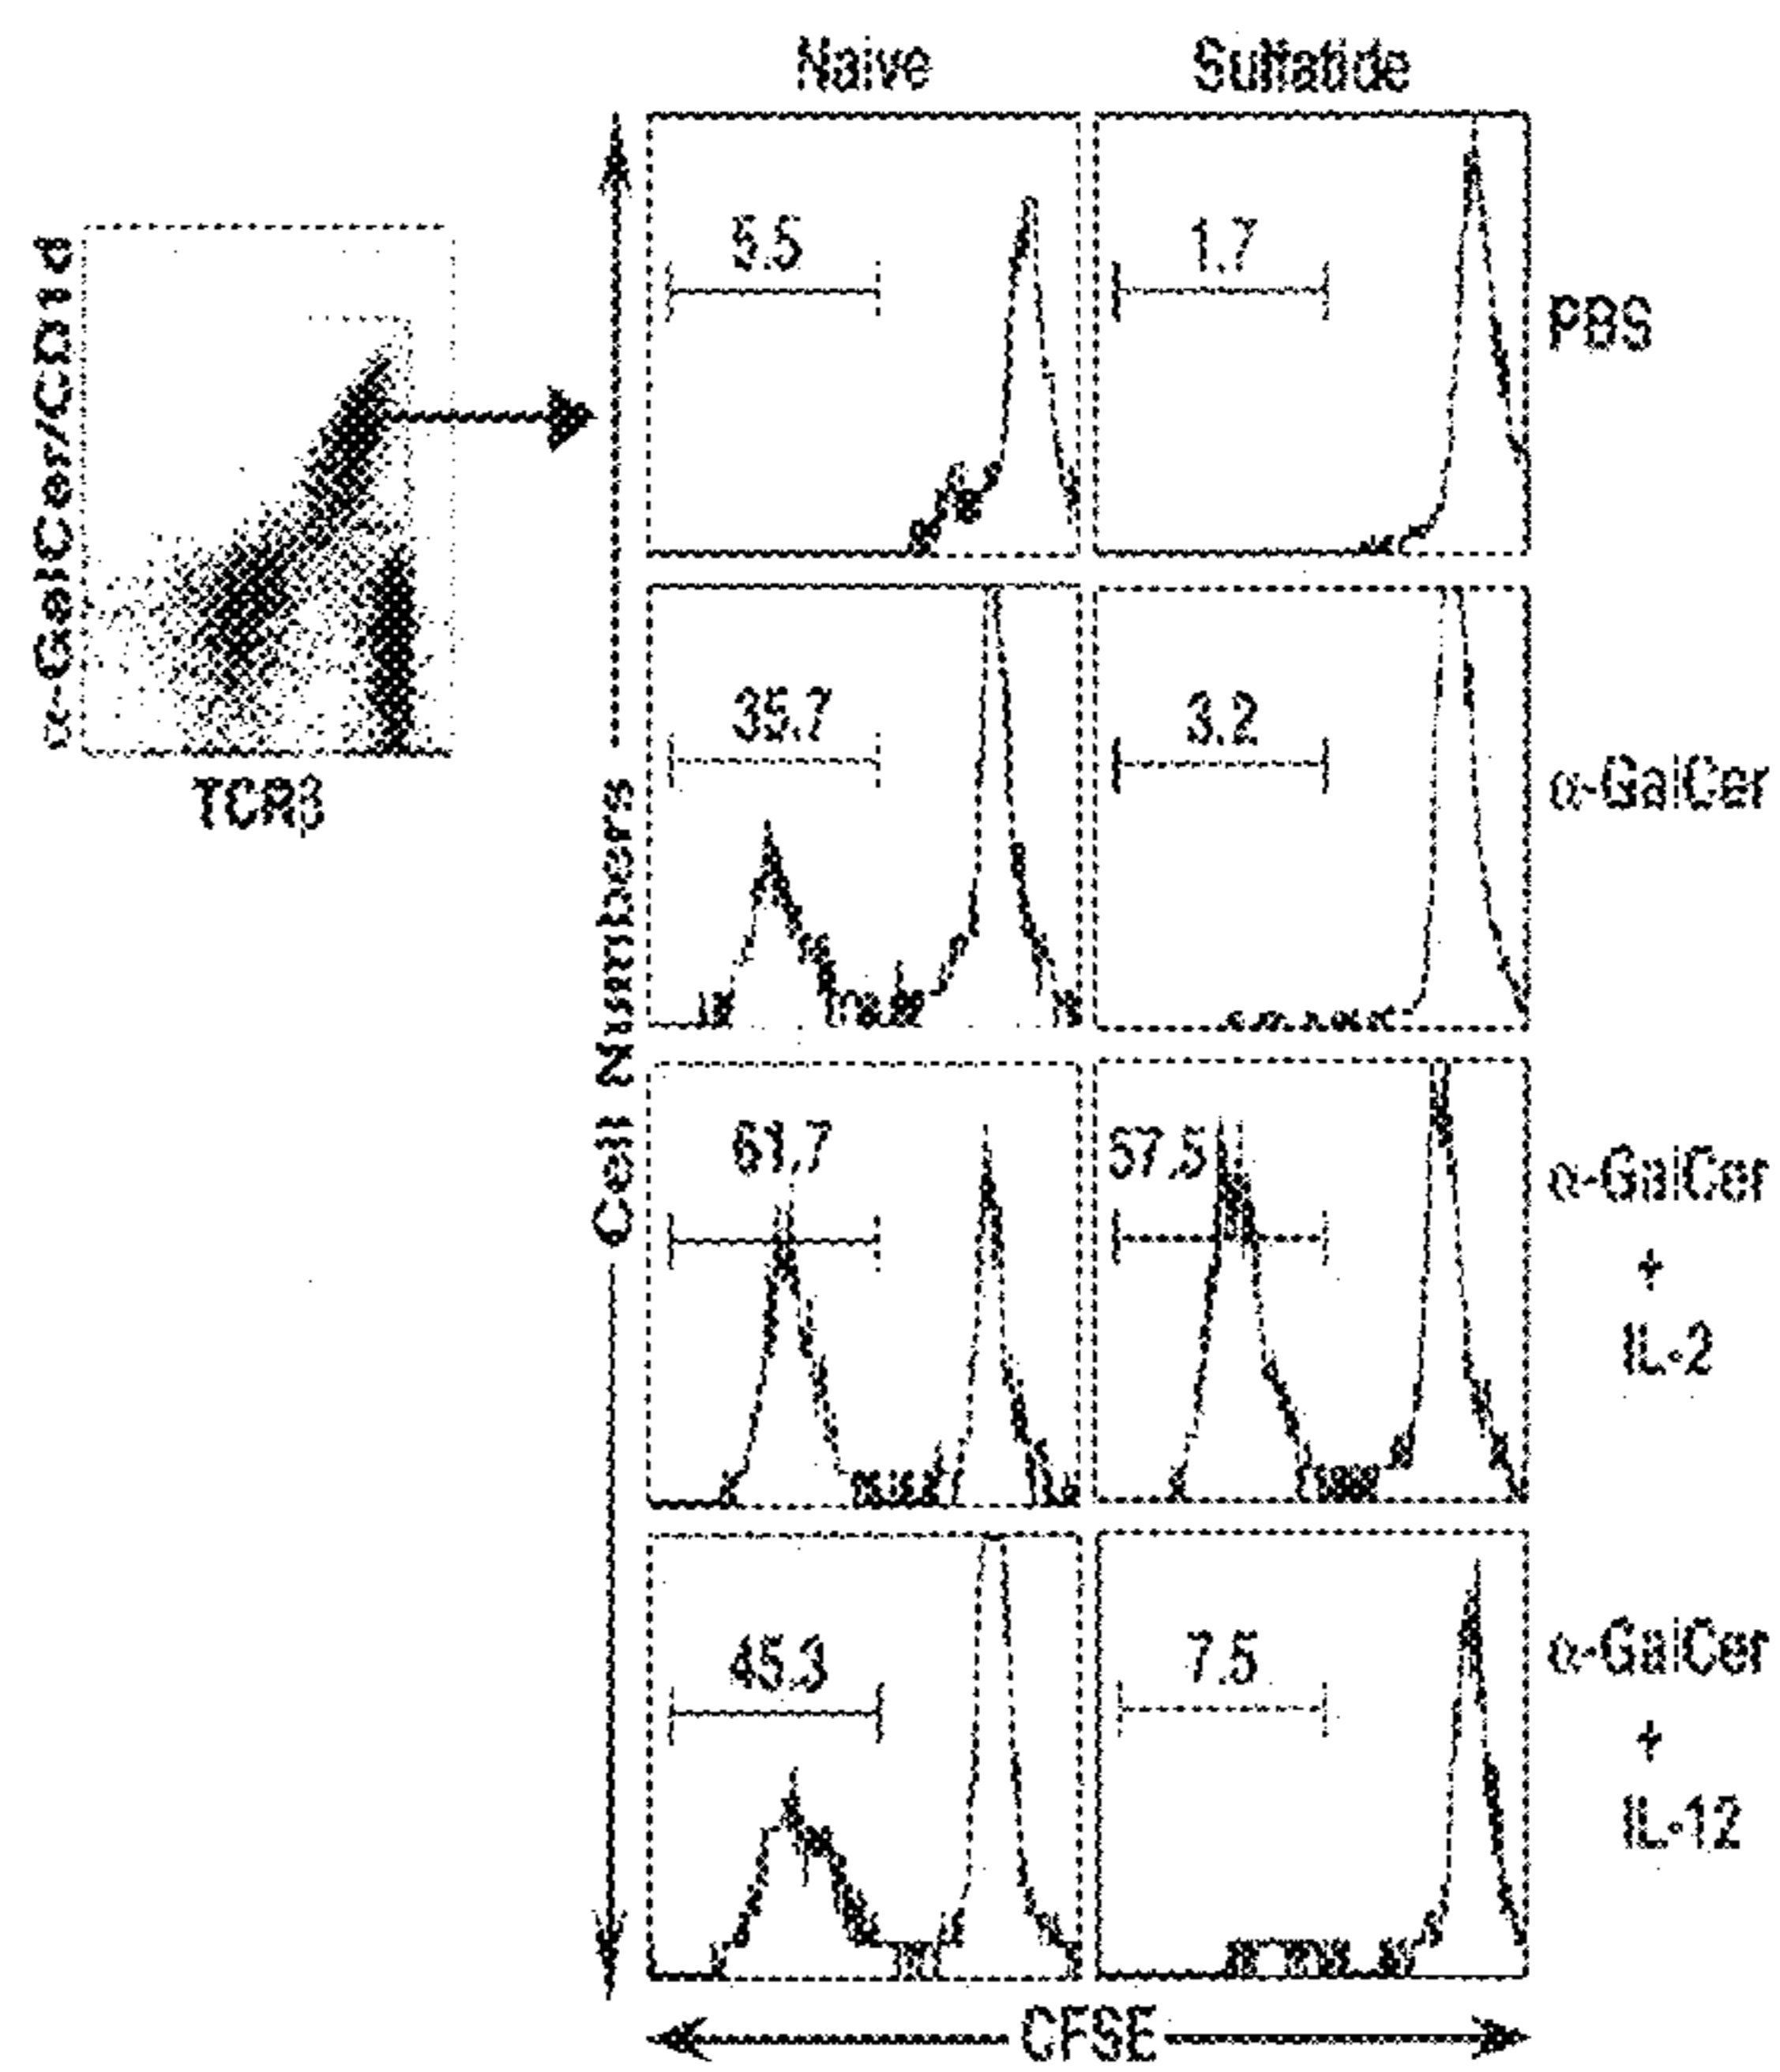 Naive
Sulfatide
α-GalCer/CD1d
TCRβ
Cell Numbers
5.5
1.7
PBS
35.7
3.2
α-GalCer
61.7
57.5
α-GalCer
+
IL-2
45.3
7.5
α-GalCer
+
IL-12
CFSE